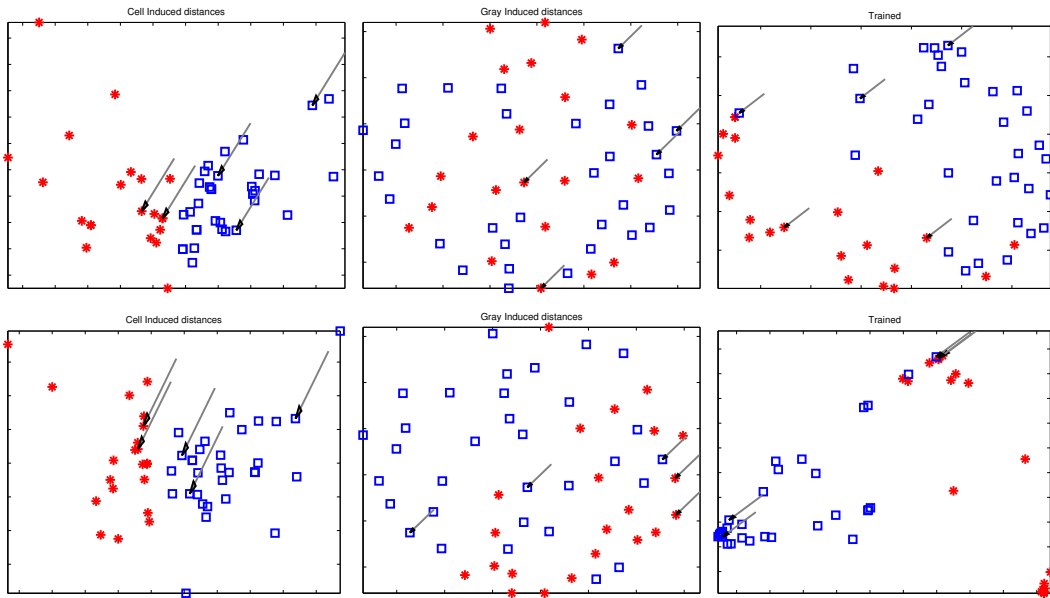 Cell Induced distances
Gray Induced distances
Trained
Cell Induced distances
Gray Induced distances
Trained